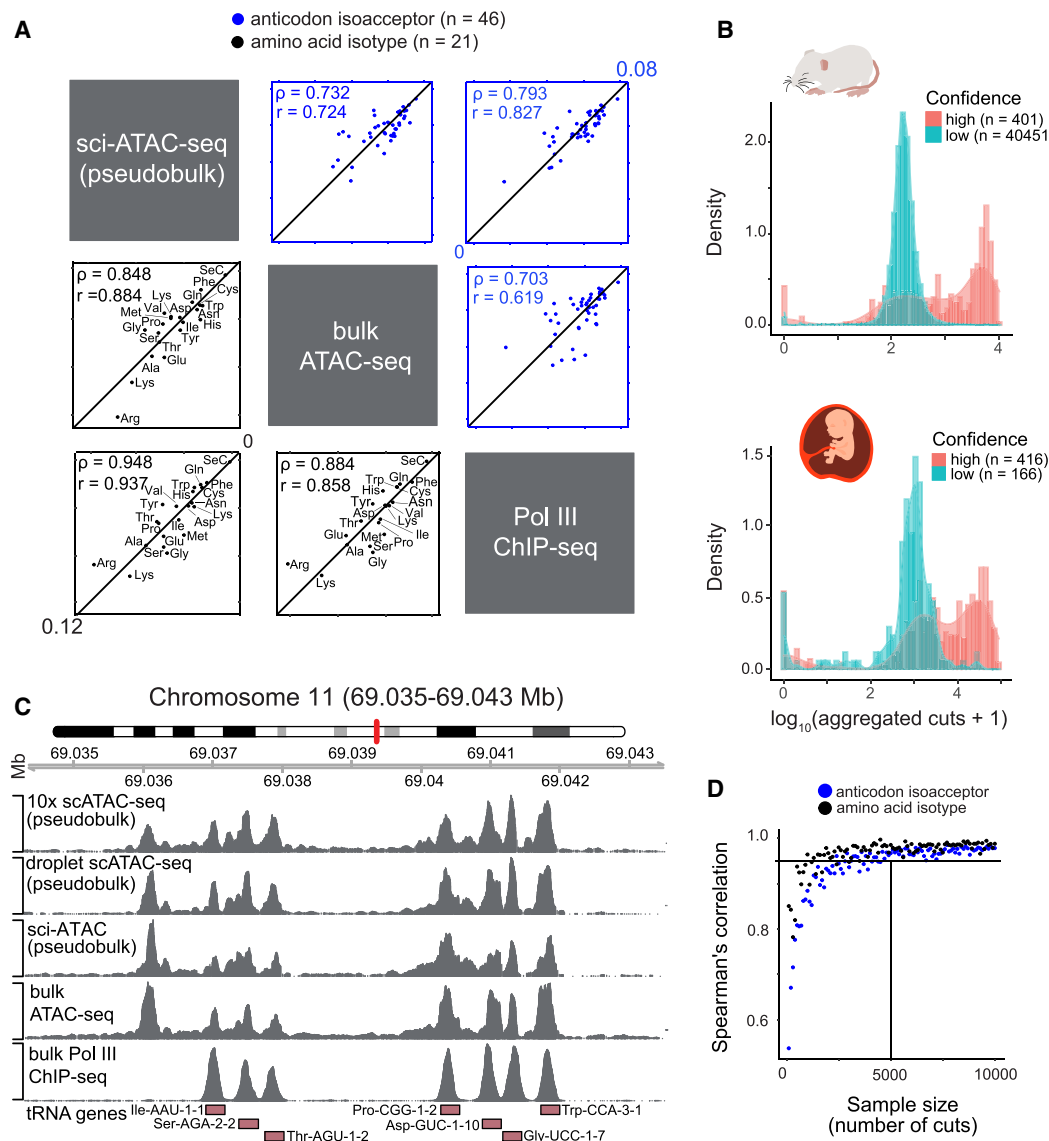 A
anticodon isoacceptor (n = 46)
amino acid isotype (n = 21)
0.08
sci-ATAC-seq
(pseudobulk)
ρ = 0.732
r = 0.724
ρ = 0.793
r = 0.827
0
ρ = 0.848
r =0.884
SeC
Phe
Cys
Gln
Trp
Lys
Val
Asp
Asn
Met
His
Pro
Ile
Gly
Tyr
Ser
Thr
Glu
Ala
Lys
Arg
bulk
ATAC-seq
ρ = 0.703
r = 0.619
0
ρ = 0.948
r = 0.937
SeC
Gln
Trp
Phe
Val
His
Cys
Tyr
Asn
Lys
Thr
Ile
Asp
Pro
Ala
Glu
Met
Ser
Gly
Arg
Lys
0.12
ρ = 0.884
r = 0.858
SeC
Gln
Trp
Phe
His
Cys
Tyr
Asn
Asp
Val
Thr
Lys
Glu
Met
Ile
Pro
Ala
Ser
Gly
Arg
Lys
Pol III
ChIP-seq
B
Confidence
high (n = 401)
low (n = 40451
Density
2.0
1.0
0.0
0
2
4
Confidence
high (n = 416)
low (n = 166)
Density
1.5
1.0
0.5
0.0
0
2
4
log10(aggregated cuts + 1)
C
Chromosome 11 (69.035-69.043 Mb)
Mb
69.035
69.037
69.039
69.041
69.043
69.036
69.038
69.04
69.042
10x scATAC-seq
(pseudobulk)
droplet scATAC-seq
(pseudobulk)
sci-ATAC
(pseudobulk)
bulk
ATAC-seq
bulk Pol III
ChIP-seq
tRNA genes
Ile-AAU-1-1
Ser-AGA-2-2
Thr-AGU-1-2
Pro-CGG-1-2
Asp-GUC-1-10
Gly-UCC-1-7
Trp-CCA-3-1
D
anticodon isoacceptor
amino acid isotype
Spearman's correlation
1.0
0.8
0.6
0
5000
10000
Sample size
(number of cuts)